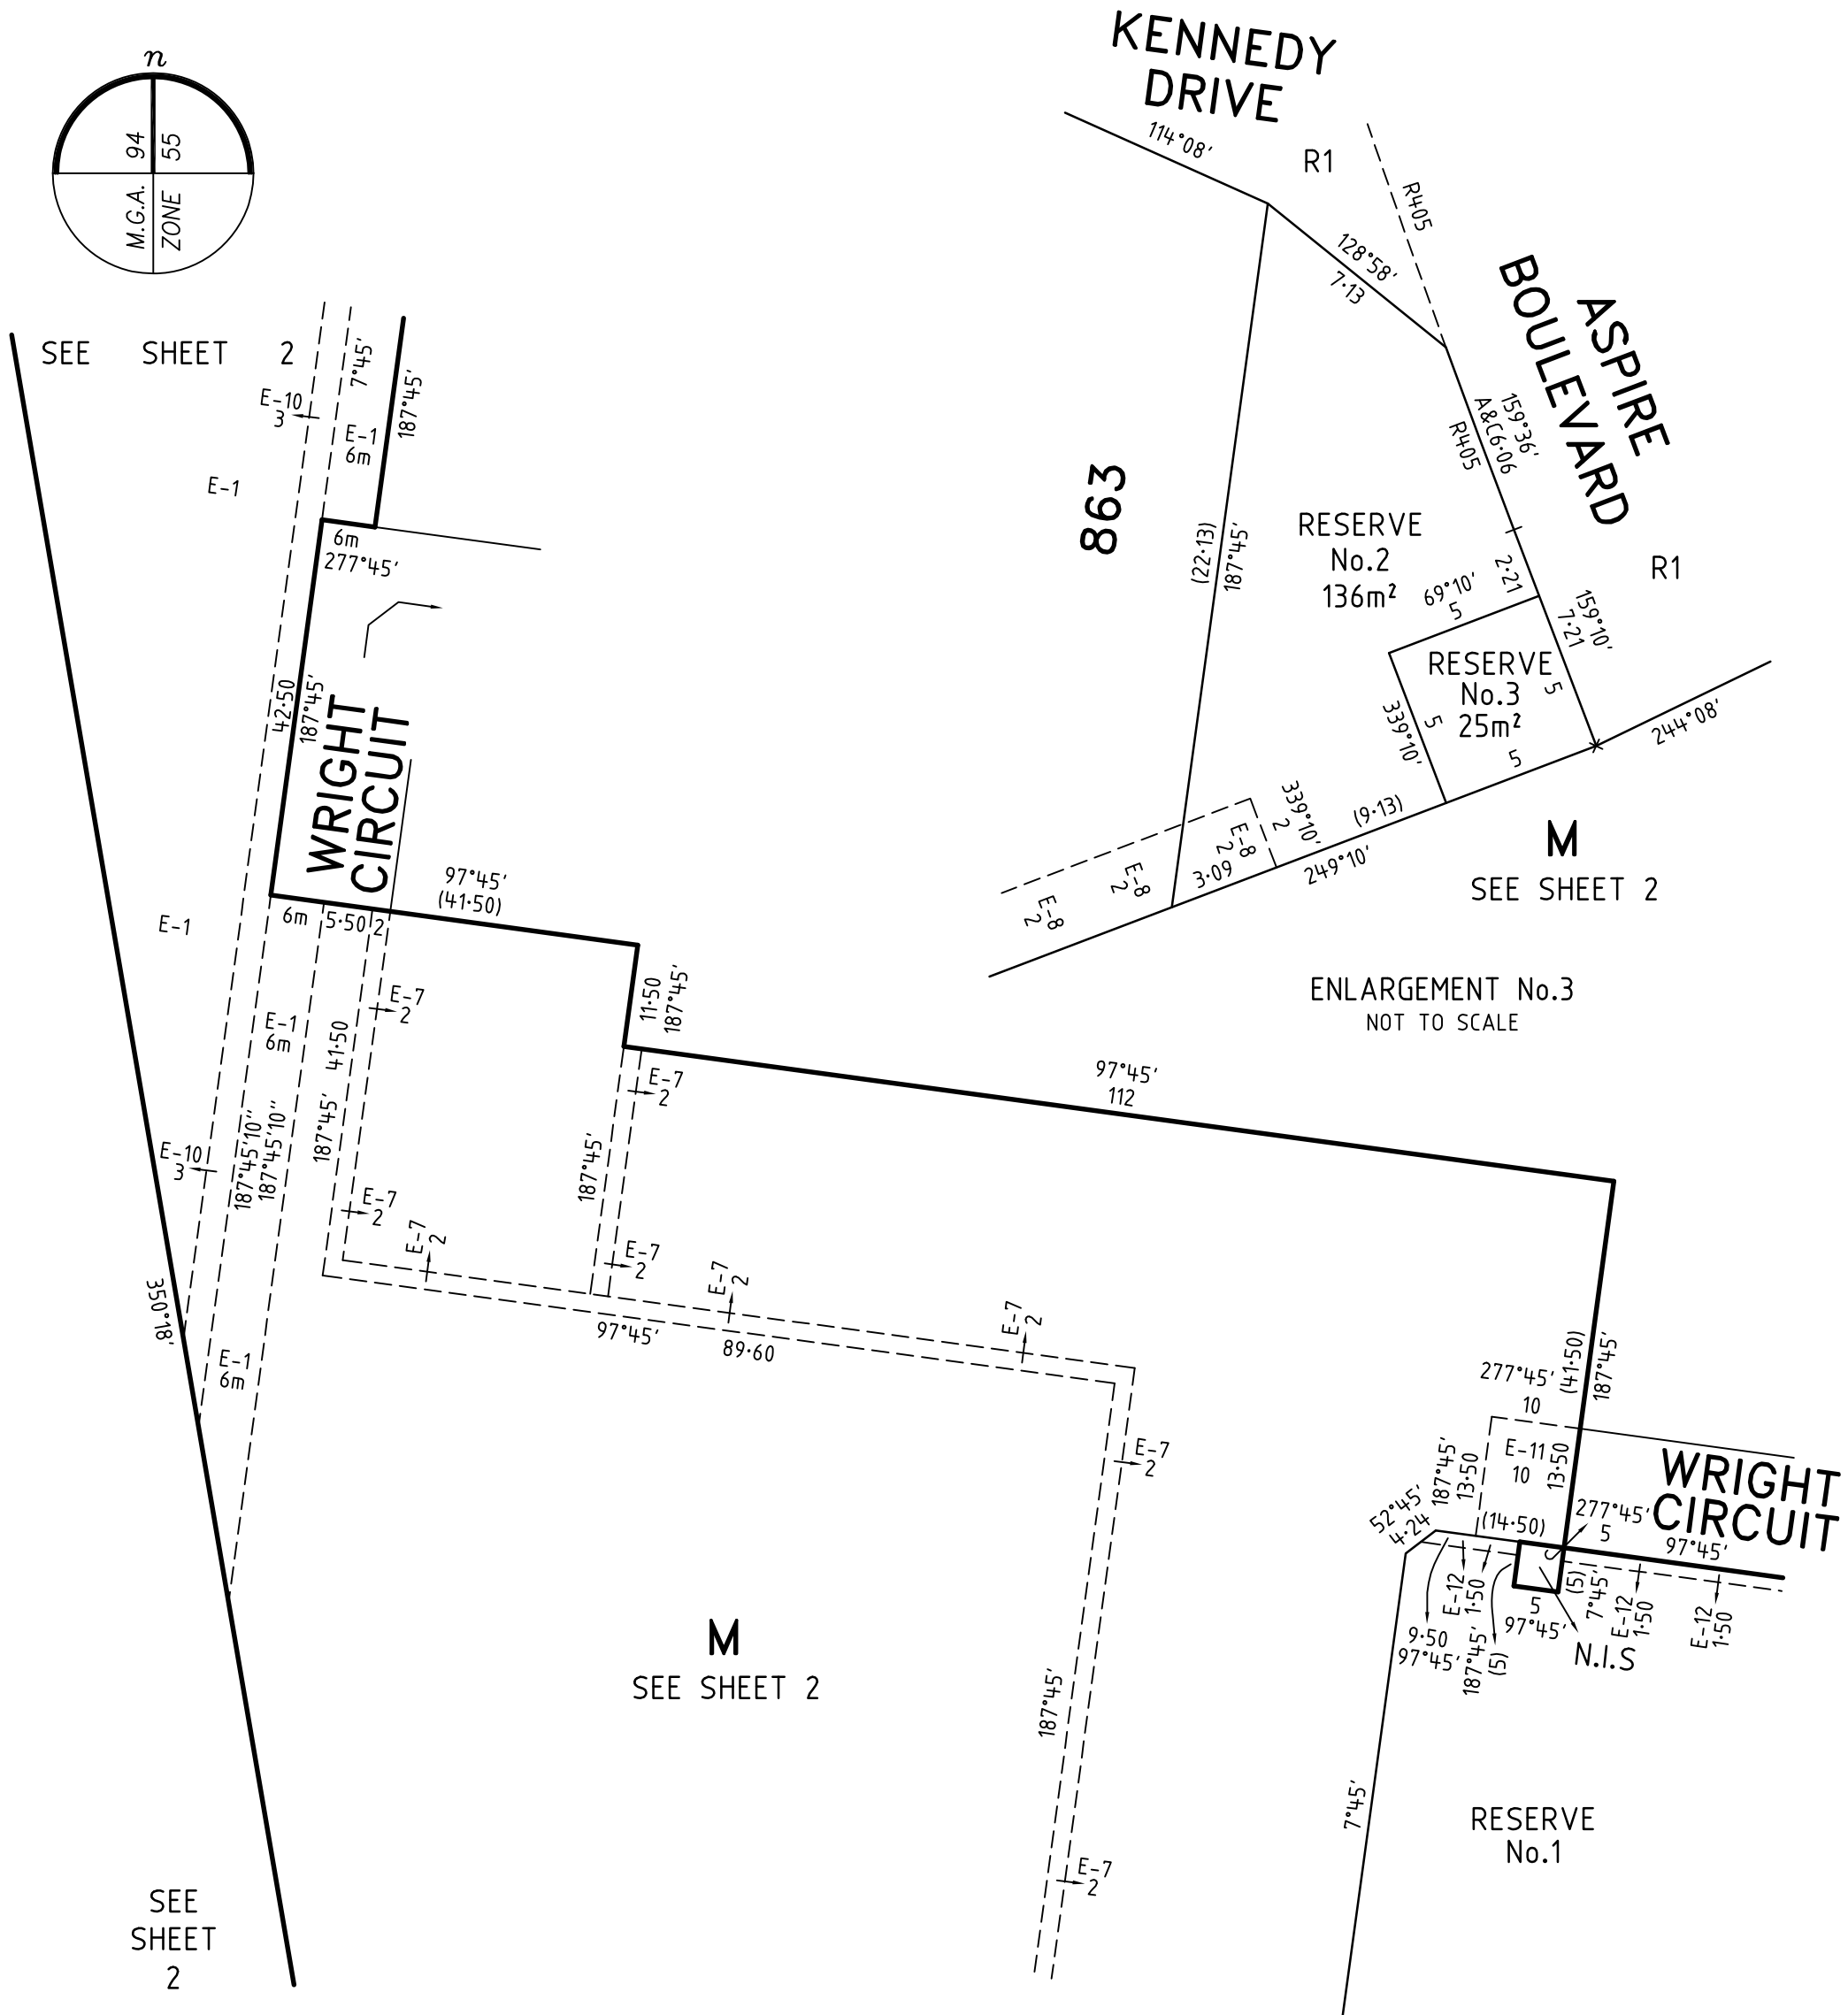 n
M.G.A. 94
ZONE 55
SEE SHEET 2
E-10
3
7°45'
187°45'
E-1
6m
E-1
6m
277°45'
42·50
187°45'
WRIGHT
CIRCUIT
97°45'
(41·50)
6m
5·50
2
E-1
E-1
6m
E-7
2
41·50
187°45'
11·50
187°45'
E-7
2
97°45'
112
187°45'
187°45'10"
187°45'10"
E-10
3
E-7
2
E-7
2
E-7
2
E-7
2
E-7
2
97°45'
89·60
350°18'
E-1
6m
E-7
2
187°45'
E-7
2
M
SEE SHEET 2
SEE
SHEET
2
KENNEDY
DRIVE
114°08'
R1
R405
128°58'
7·13
ASPIRE
BOULEVARD
159°36'
A&C6·06
R405
863
(22·13)
187°45'
RESERVE
No.2
136m²
2·21
R1
69°10'
5
159°10'
7·21
RESERVE
No.3
25m²
5
5
339°10'
5
244°08'
339°10'
2
(9·13)
E-8
2
E-8
2
E-8
2
3·09
249°10'
M
SEE SHEET 2
ENLARGEMENT No.3
NOT TO SCALE
(41·50)
187°45'
277°45'
10
E-11
10
13·50
187°45'
13·50
WRIGHT
CIRCUIT
52°45'
4·24
(14·50)
277°45'
5
97°45'
E-12
1·50
9·50
97°45'
187°45'
(5)
5
97°45'
(5)
7°45'
E-12
1·50
E-12
1·50
N.I.S
7°45'
RESERVE
No.1